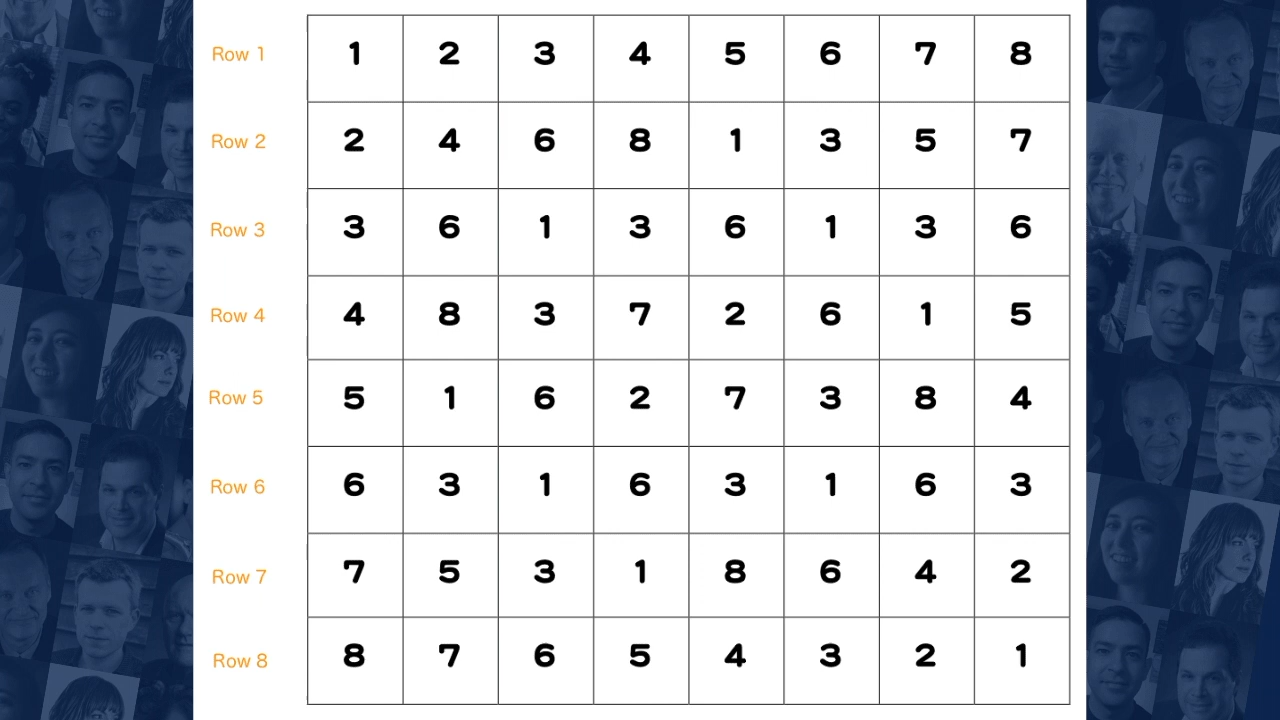 Row 1 1 2 3 4 5 6 7 8
Row 2 2 4 6 8 1 3 5 7
Row 3 3 6 1 3 6 1 3 6
Row 4 4 8 3 7 2 6 1 5
Row 5 5 1 6 2 7 3 8 4
Row 6 6 3 1 6 3 1 6 3
Row 7 7 5 3 1 8 6 4 2
Row 8 8 7 6 5 4 3 2 1